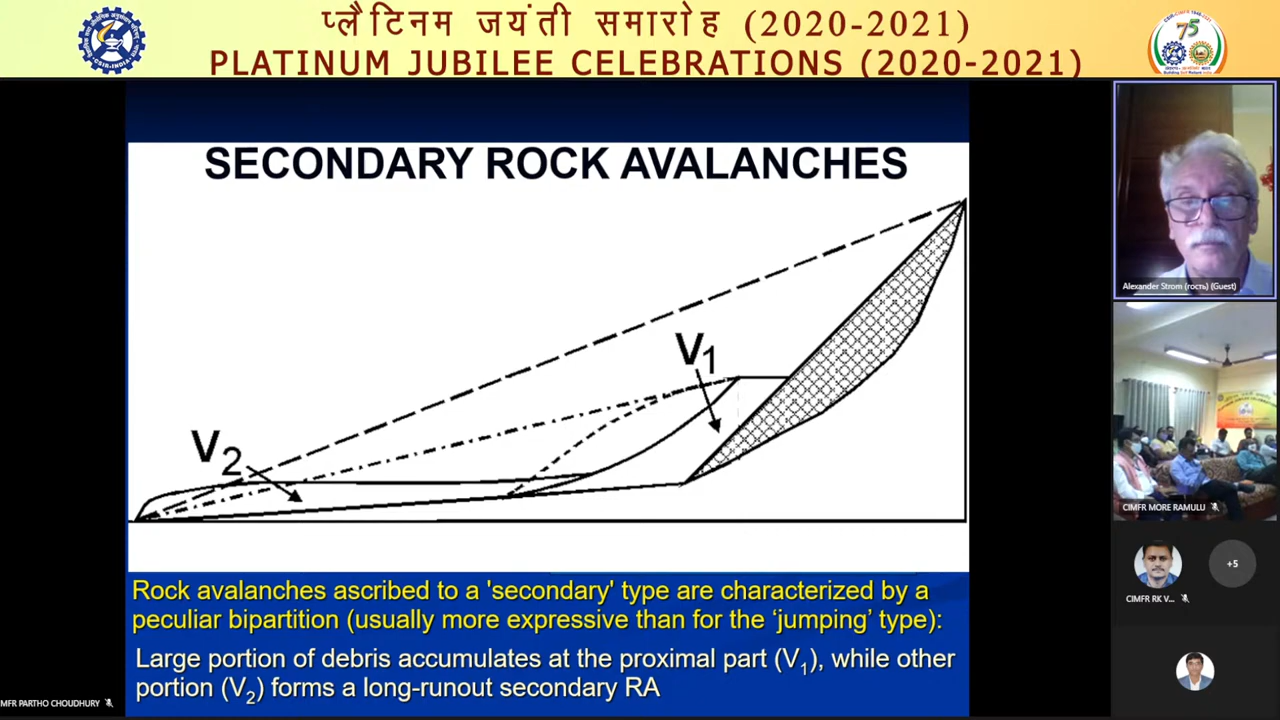 प्लैटिनम जयंती समारोह (2020-2021)
PLATINUM JUBILEE CELEBRATIONS (2020-2021)
75
SECONDARY ROCK AVALANCHES
V1
V2
Rock avalanches ascribed to a 'secondary' type are characterized by a
peculiar bipartition (usually more expressive than for the ‘jumping’ type):
Large portion of debris accumulates at the proximal part (V1), while other
portion (V2) forms a long-runout secondary RA
Alexander Strom (гость) (Guest)
CIMFR MORE RAMULU
+5
CIMFR RK V...
MFR PARTHO CHOUDHURY